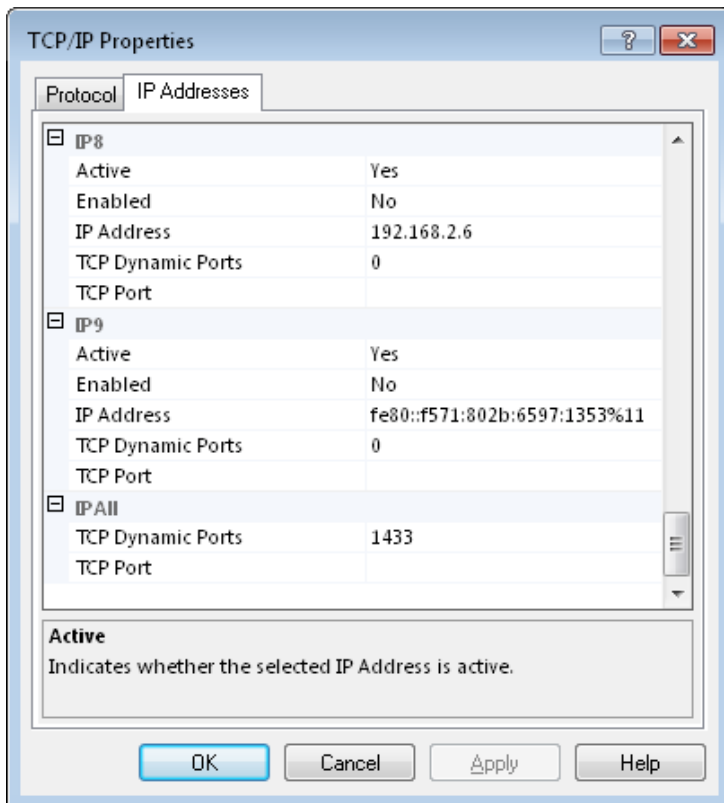 TCP/IP Properties
Protocol IP Addresses
IP8
Active Yes
Enabled No
IP Address 192.168.2.6
TCP Dynamic Ports 0
TCP Port
IP9
Active Yes
Enabled No
IP Address fe80::f571:802b:6597:1353%11
TCP Dynamic Ports 0
TCP Port
IPAll
TCP Dynamic Ports 1433
TCP Port
Active
Indicates whether the selected IP Address is active.
OK Cancel Apply Help